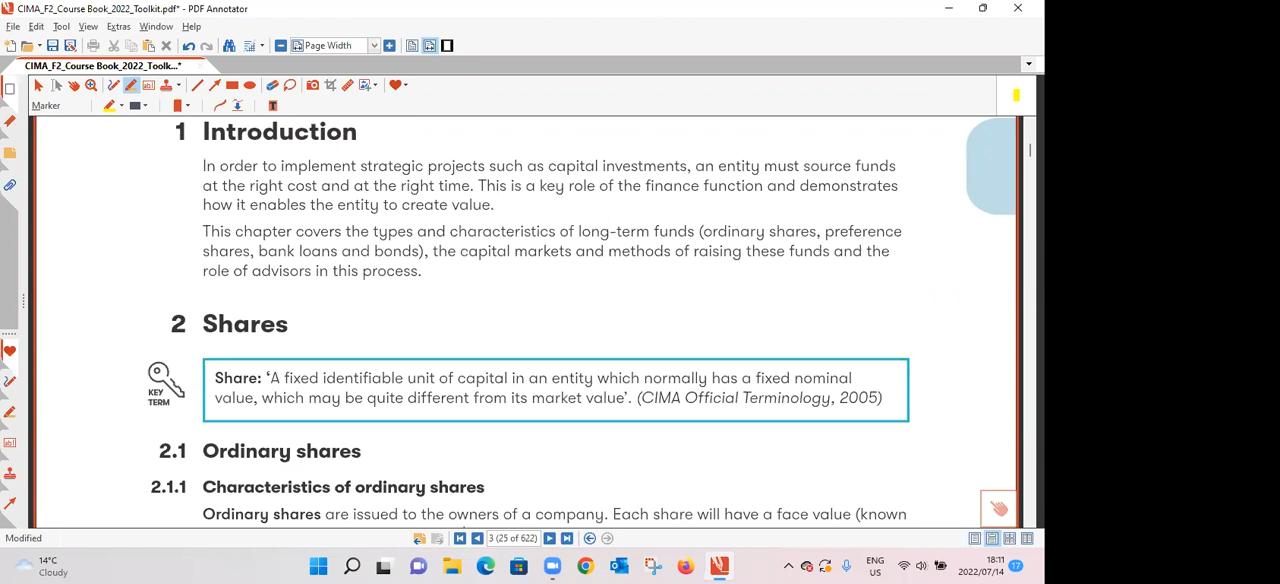 CIMA_F2_Course Book_2022_Toolkit.pdf* - PDF Annotator
File Edit Tool View Extras Window Help
Page Width
CIMA_F2_Course Book_2022_Toolk...*
Marker
1 Introduction
In order to implement strategic projects such as capital investments, an entity must source funds
at the right cost and at the right time. This is a key role of the finance function and demonstrates
how it enables the entity to create value.
This chapter covers the types and characteristics of long-term funds (ordinary shares, preference
shares, bank loans and bonds), the capital markets and methods of raising these funds and the
role of advisors in this process.
2 Shares
KEY
TERM
Share: ‘A fixed identifiable unit of capital in an entity which normally has a fixed nominal
value, which may be quite different from its market value’. (CIMA Official Terminology, 2005)
2.1 Ordinary shares
2.1.1 Characteristics of ordinary shares
Ordinary shares are issued to the owners of a company. Each share will have a face value (known
Modified
3 (25 of 622)
14°C
Cloudy
ENG
US
18:11
2022/07/14
17